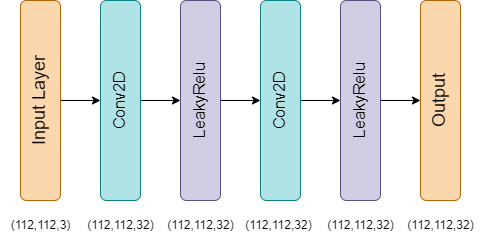 Input Layer
Conv2D
LeakyRelu
Conv2D
LeakyRelu
Output
(112,112,3) (112,112,32) (112,112,32) (112,112,32) (112,112,32) (112,112,32)